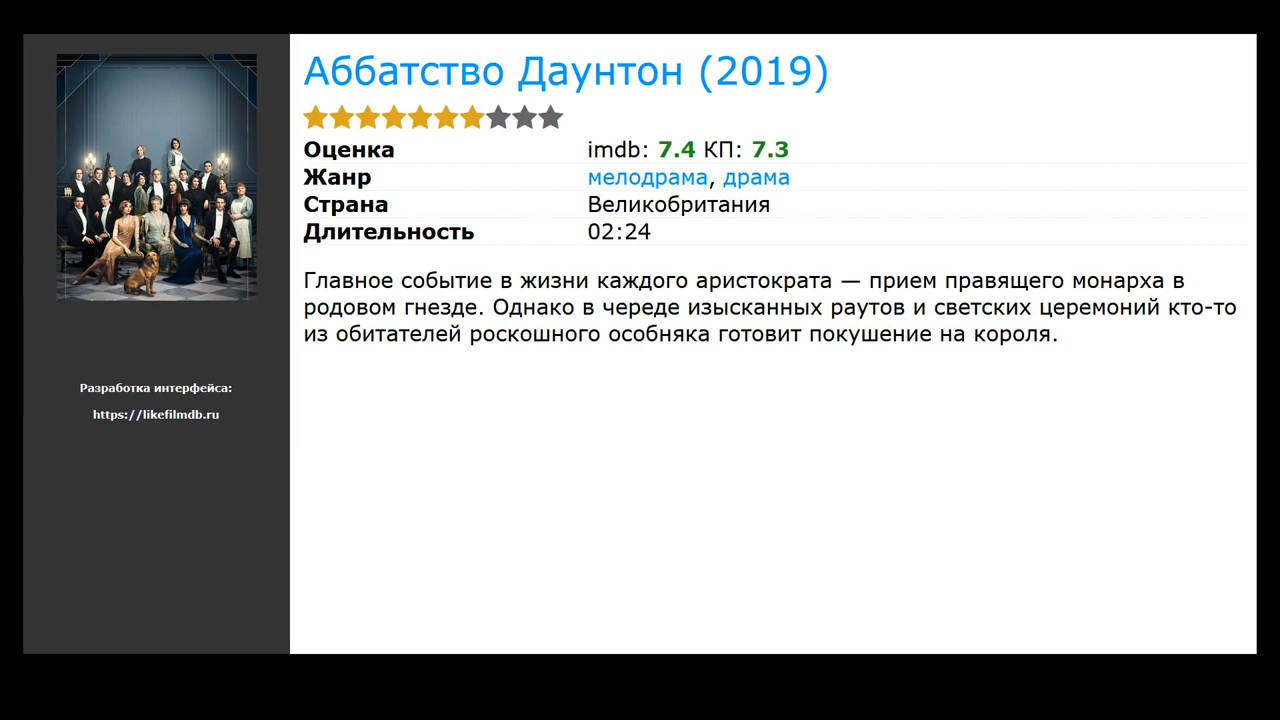 Аббатство Даунтон (2019)
Оценка imdb: 7.4 КП: 7.3
Жанр мелодрама, драма
Страна Великобритания
Длительность 02:24
Главное событие в жизни каждого аристократа — прием правящего монарха в
родовом гнезде. Однако в череде изысканных раутов и светских церемоний кто-то
из обитателей роскошного особняка готовит покушение на короля.
Разработка интерфейса:
https://likefilmdb.ru